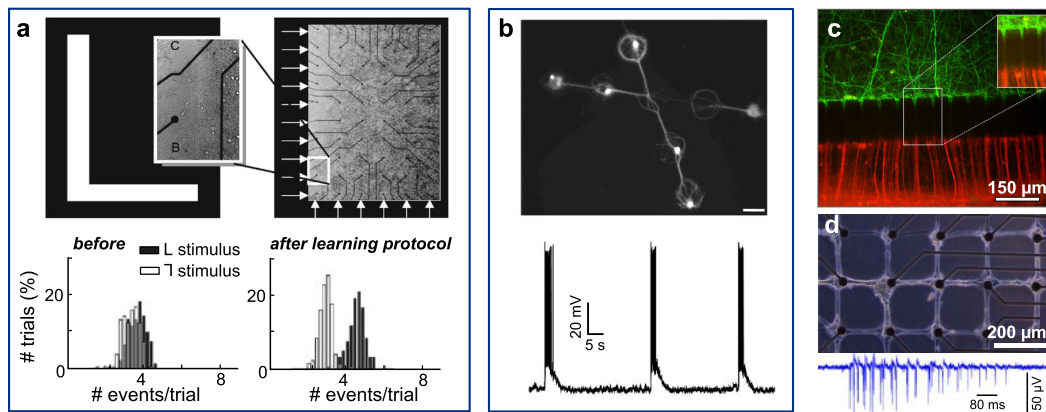 a
C
B
before
after learning protocol
L stimulus
⅂ stimulus
# trials (%)
20
0
4
8
# events/trial
20
0
4
8
# events/trial
b
20 mV
5 s
c
150 µm
d
200 µm
80 ms
50 µV